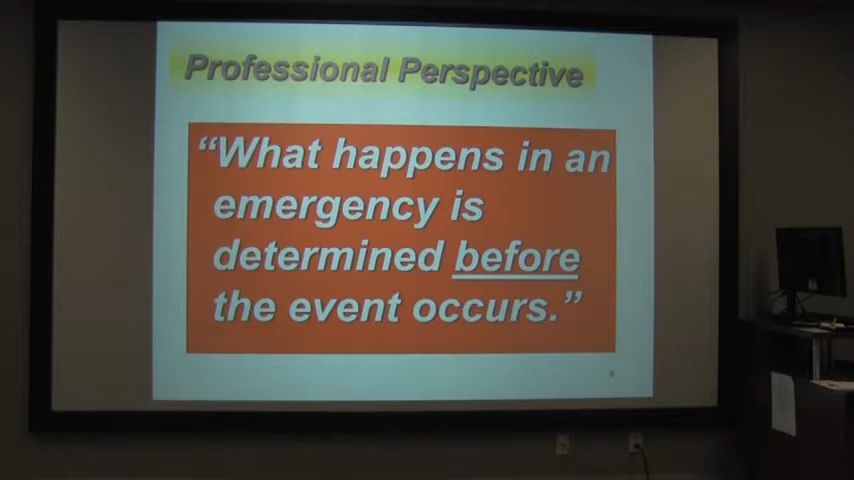 Professional Perspective
“What happens in an
emergency is
determined before
the event occurs.”